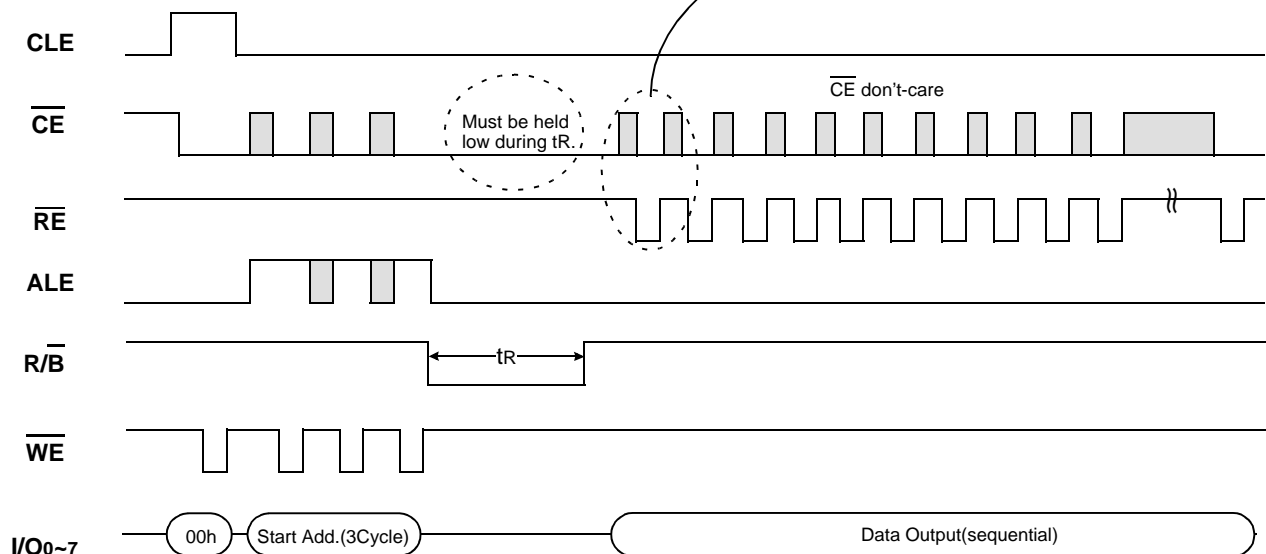 CLE
CE don't-care
CE
Must be held
low during tR.
RE
ALE
R/B
tR
WE
I/O0~7
00h
Start Add.(3Cycle)
Data Output(sequential)